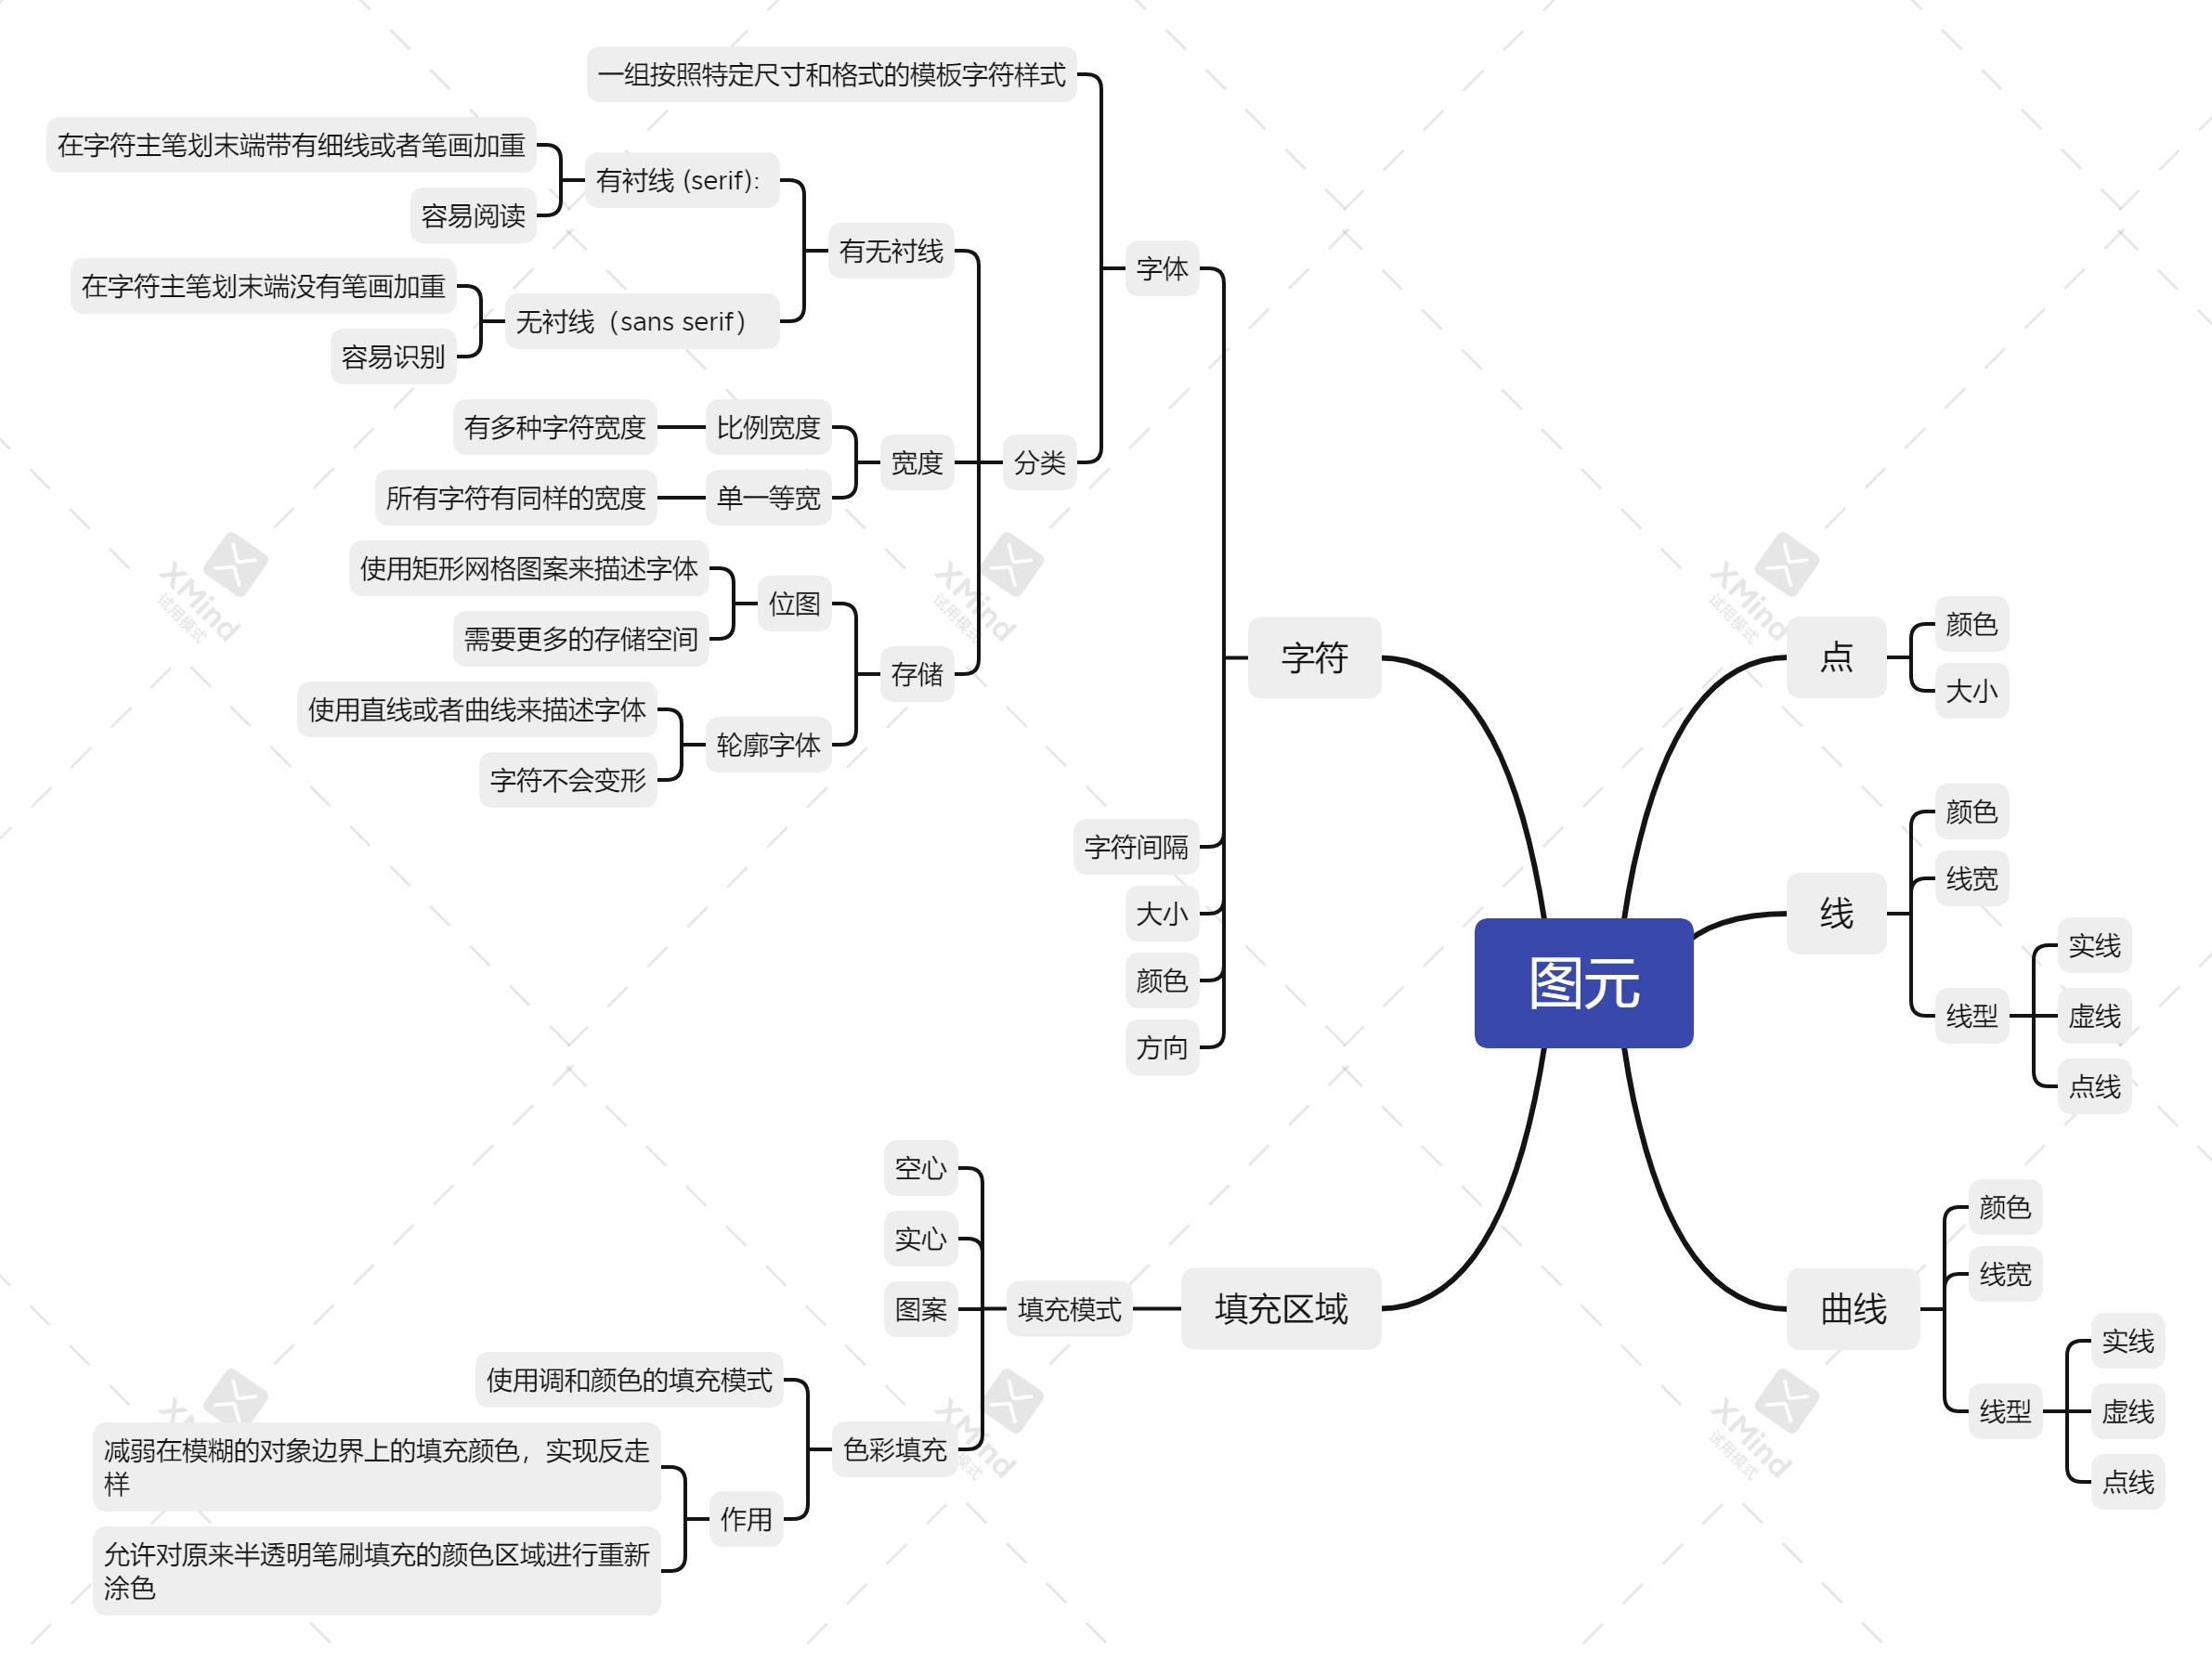 图元
点
颜色
大小
线
颜色
线宽
线型
实线
虚线
点线
曲线
颜色
线宽
线型
实线
虚线
点线
字符
字体
一组按照特定尺寸和格式的模板字符样式
分类
有无衬线
有衬线 (serif):
在字符主笔划末端带有细线或者笔画加重
容易阅读
无衬线（sans serif）
在字符主笔划末端没有笔画加重
容易识别
宽度
比例宽度
有多种字符宽度
单一等宽
所有字符有同样的宽度
存储
位图
使用矩形网格图案来描述字体
需要更多的存储空间
轮廓字体
使用直线或者曲线来描述字体
字符不会变形
字符间隔
大小
颜色
方向
填充区域
填充模式
空心
实心
图案
色彩填充
使用调和颜色的填充模式
作用
减弱在模糊的对象边界上的填充颜色，实现反走
样
允许对原来半透明笔刷填充的颜色区域进行重新
涂色
XMind
试用模式
XMind
试用模式
XMind
试用模式
XMind
试用模式
XMind
试用模式